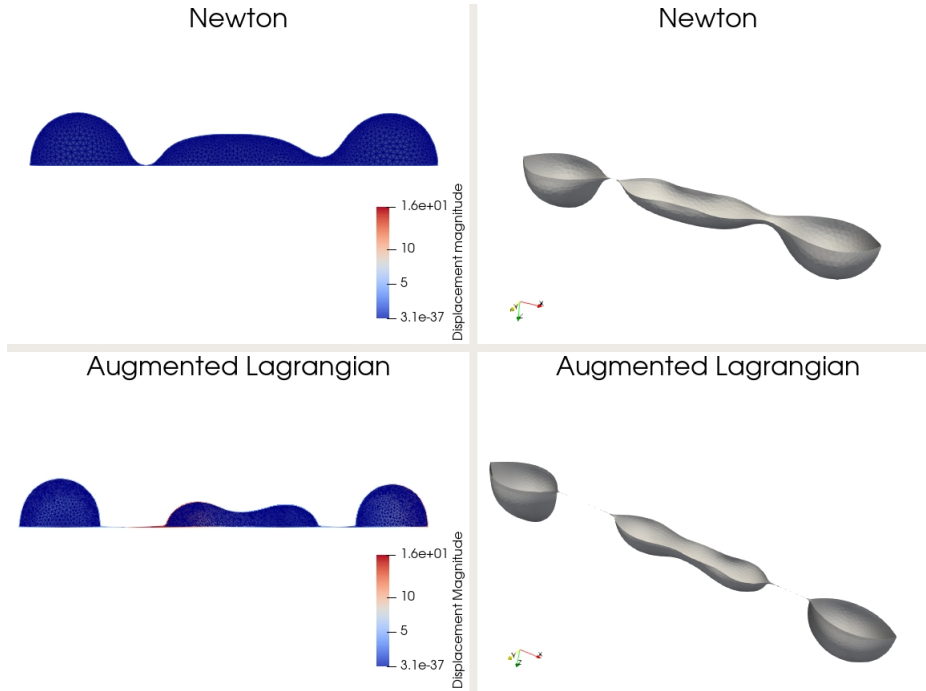 Newton
1.6e+01
10
5
3.1e-37
Displacement magnitude
Newton
X
Y
Z
Augmented Lagrangian
1.6e+01
10
5
3.1e-37
Displacement Magnitude
Augmented Lagrangian
X
Y
Z